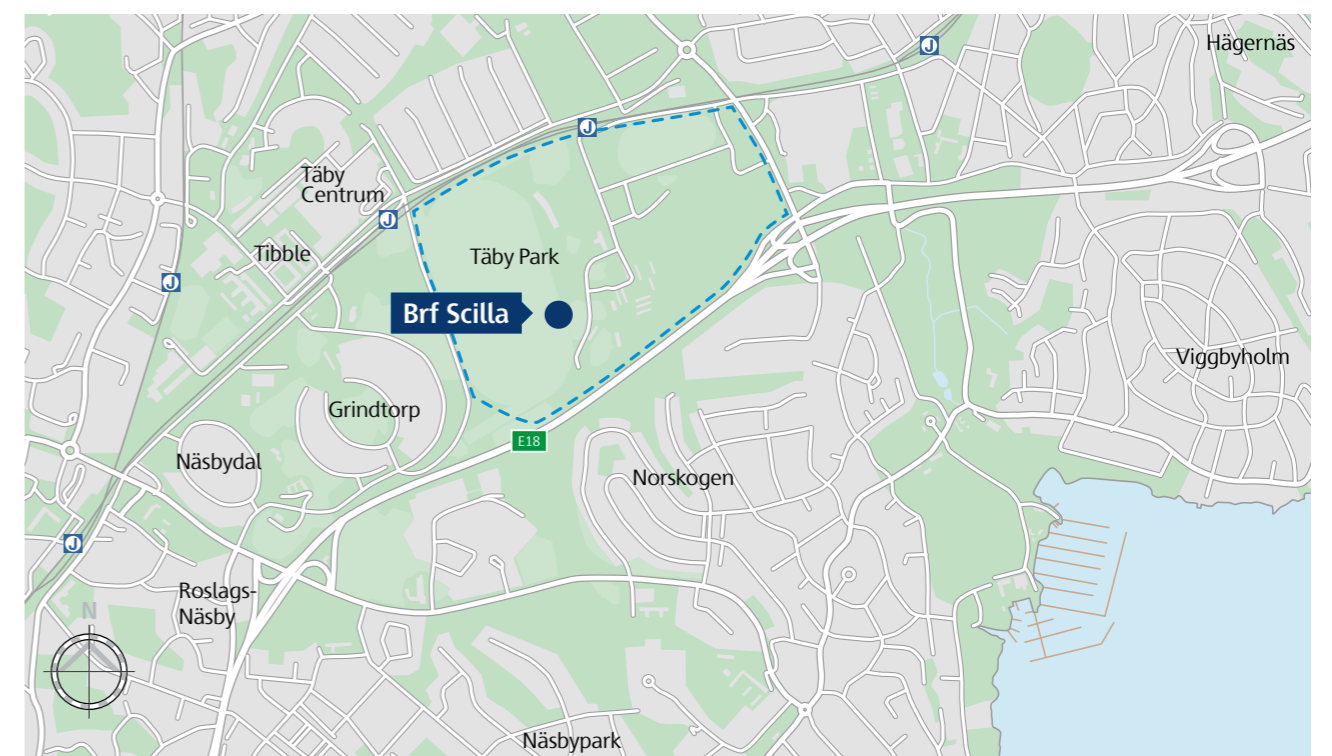 Hägernäs
J
J
Täby
Centrum
J
Tibble
Täby Park
J
Brf Scilla
Viggbyholm
Grindtorp
E18
Näsbydal
Norskogen
J
Roslags-
Näsby
N
Näsbypark